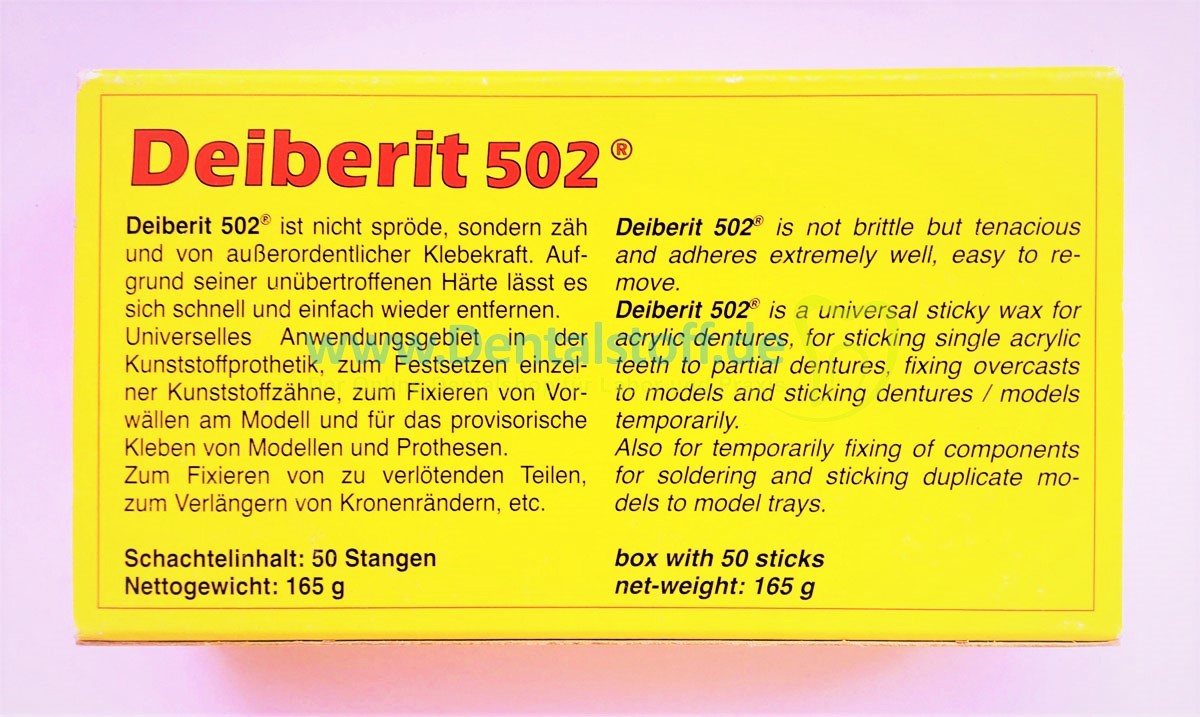 Deiberit 502®
Deiberit 502® ist nicht spröde, sondern zäh
und von außerordentlicher Klebekraft. Auf-
grund seiner unübertroffenen Härte lässt es
sich schnell und einfach wieder entfernen.
Universelles Anwendungsgebiet in der
Kunststoffprothetik, zum Festsetzen einzel-
ner Kunststoffzähne, zum Fixieren von Vor-
wällen am Modell und für das provisorische
Kleben von Modellen und Prothesen.
Zum Fixieren von zu verlötenden Teilen,
zum Verlängern von Kronenrändern, etc.
Schachtelinhalt: 50 Stangen
Nettogewicht: 165 g
Deiberit 502® is not brittle but tenacious
and adheres extremely well, easy to re-
move.
Deiberit 502® is a universal sticky wax for
acrylic dentures, for sticking single acrylic
teeth to partial dentures, fixing overcasts
to models and sticking dentures / models
temporarily.
Also for temporarily fixing of components
for soldering and sticking duplicate mo-
dels to model trays.
box with 50 sticks
net-weight: 165 g
www.Dentalstoff.de